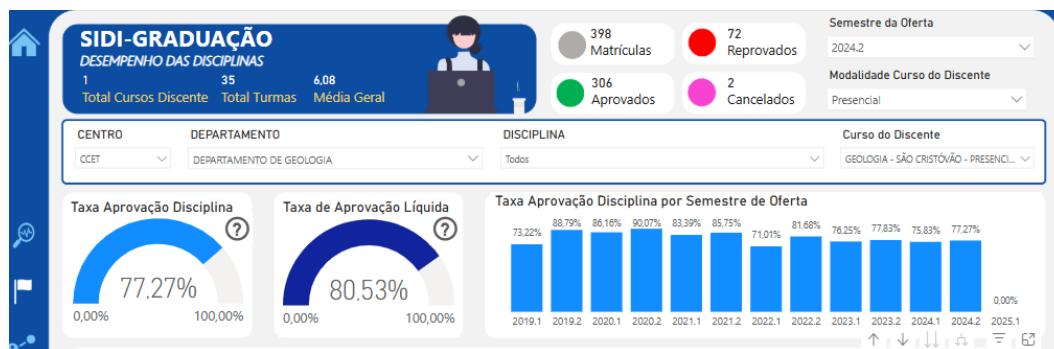 SIDI-GRADUAÇÃO
DESEMPENHO DAS DISCIPLINAS
1 35 6,08
Total Cursos Discente Total Turmas Média Geral
398
Matrículas
72
Reprovados
306
Aprovados
2
Cancelados
Semestre da Oferta
2024.2
Modalidade Curso do Discente
Presencial
CENTRO DEPARTAMENTO DISCIPLINA Curso do Discente
CCET DEPARTAMENTO DE GEOLOGIA Todos GEOLOGIA - SÃO CRISTÓVÃO - PRESENCI...
Taxa Aprovação Disciplina
?
77,27%
0,00% 100,00%
Taxa de Aprovação Líquida
?
80,53%
0,00% 100,00%
Taxa Aprovação Disciplina por Semestre de Oferta
73,22% 88,79% 86,16% 90,07% 83,39% 85,75% 71,01% 81,68% 76,25% 77,83% 75,83% 77,27% 0,00%
2019.1 2019.2 2020.1 2020.2 2021.1 2021.2 2022.1 2022.2 2023.1 2023.2 2024.1 2024.2 2025.1